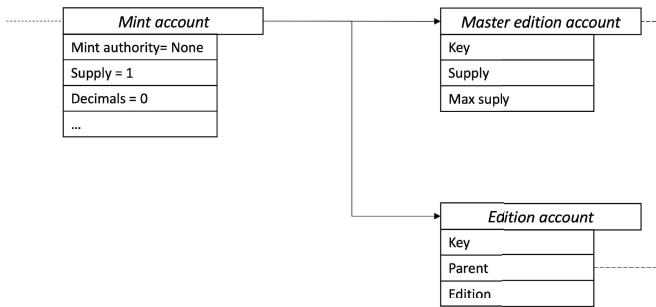 Mint account
Mint authority= None
Supply = 1
Decimals = 0
...
Master edition account
Key
Supply
Max suply
Edition account
Key
Parent
Edition